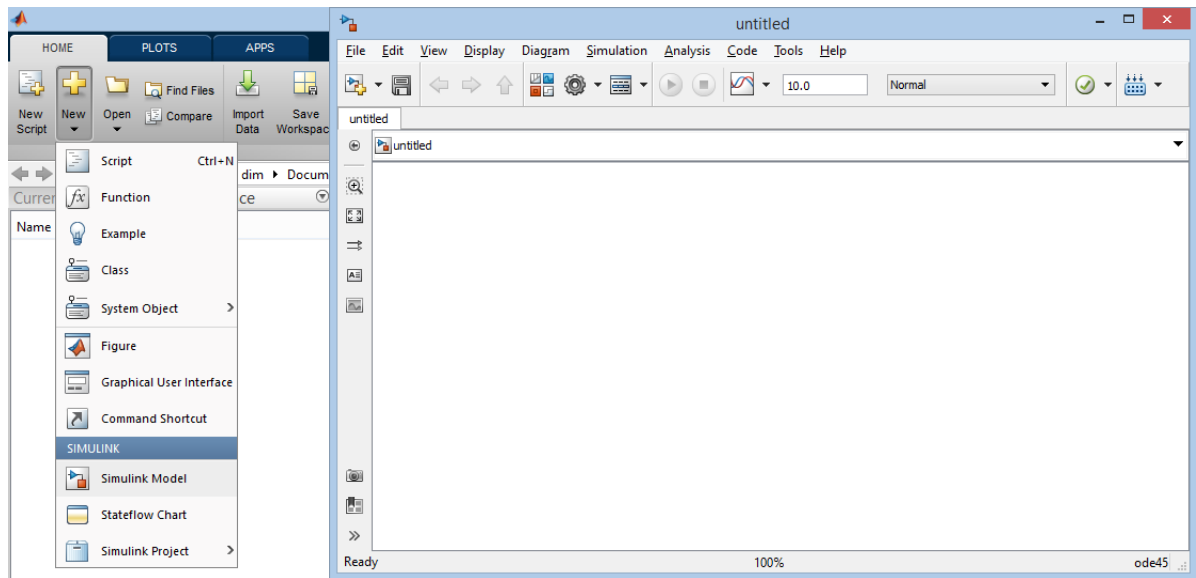 HOME PLOTS APPS
New Script
New
Open
Find Files
Compare
Import Data
Save Workspac
dim Docum
Curre
ce
Name
Script Ctrl+N
fx Function
Example
Class
System Object
Figure
Graphical User Interface
Command Shortcut
SIMULINK
Simulink Model
Stateflow Chart
Simulink Project
untitled
File Edit View Display Diagram Simulation Analysis Code Tools Help
10.0 Normal
untitled
untitled
Ready 100% ode45